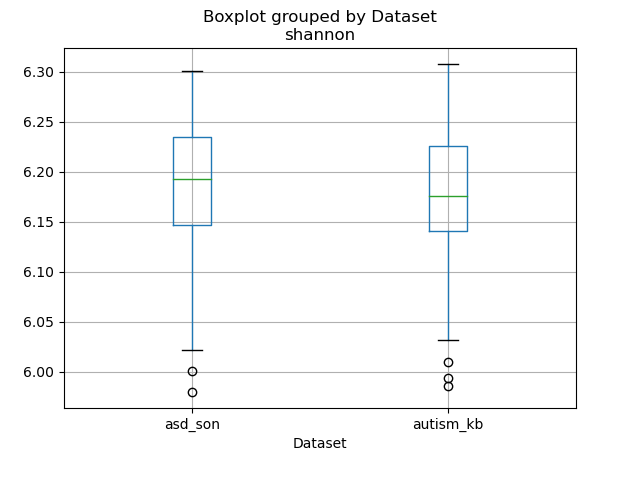 Boxplot grouped by Dataset
shannon
6.30
6.25
6.20
6.15
6.10
6.05
6.00
asd_son autism_kb
Dataset